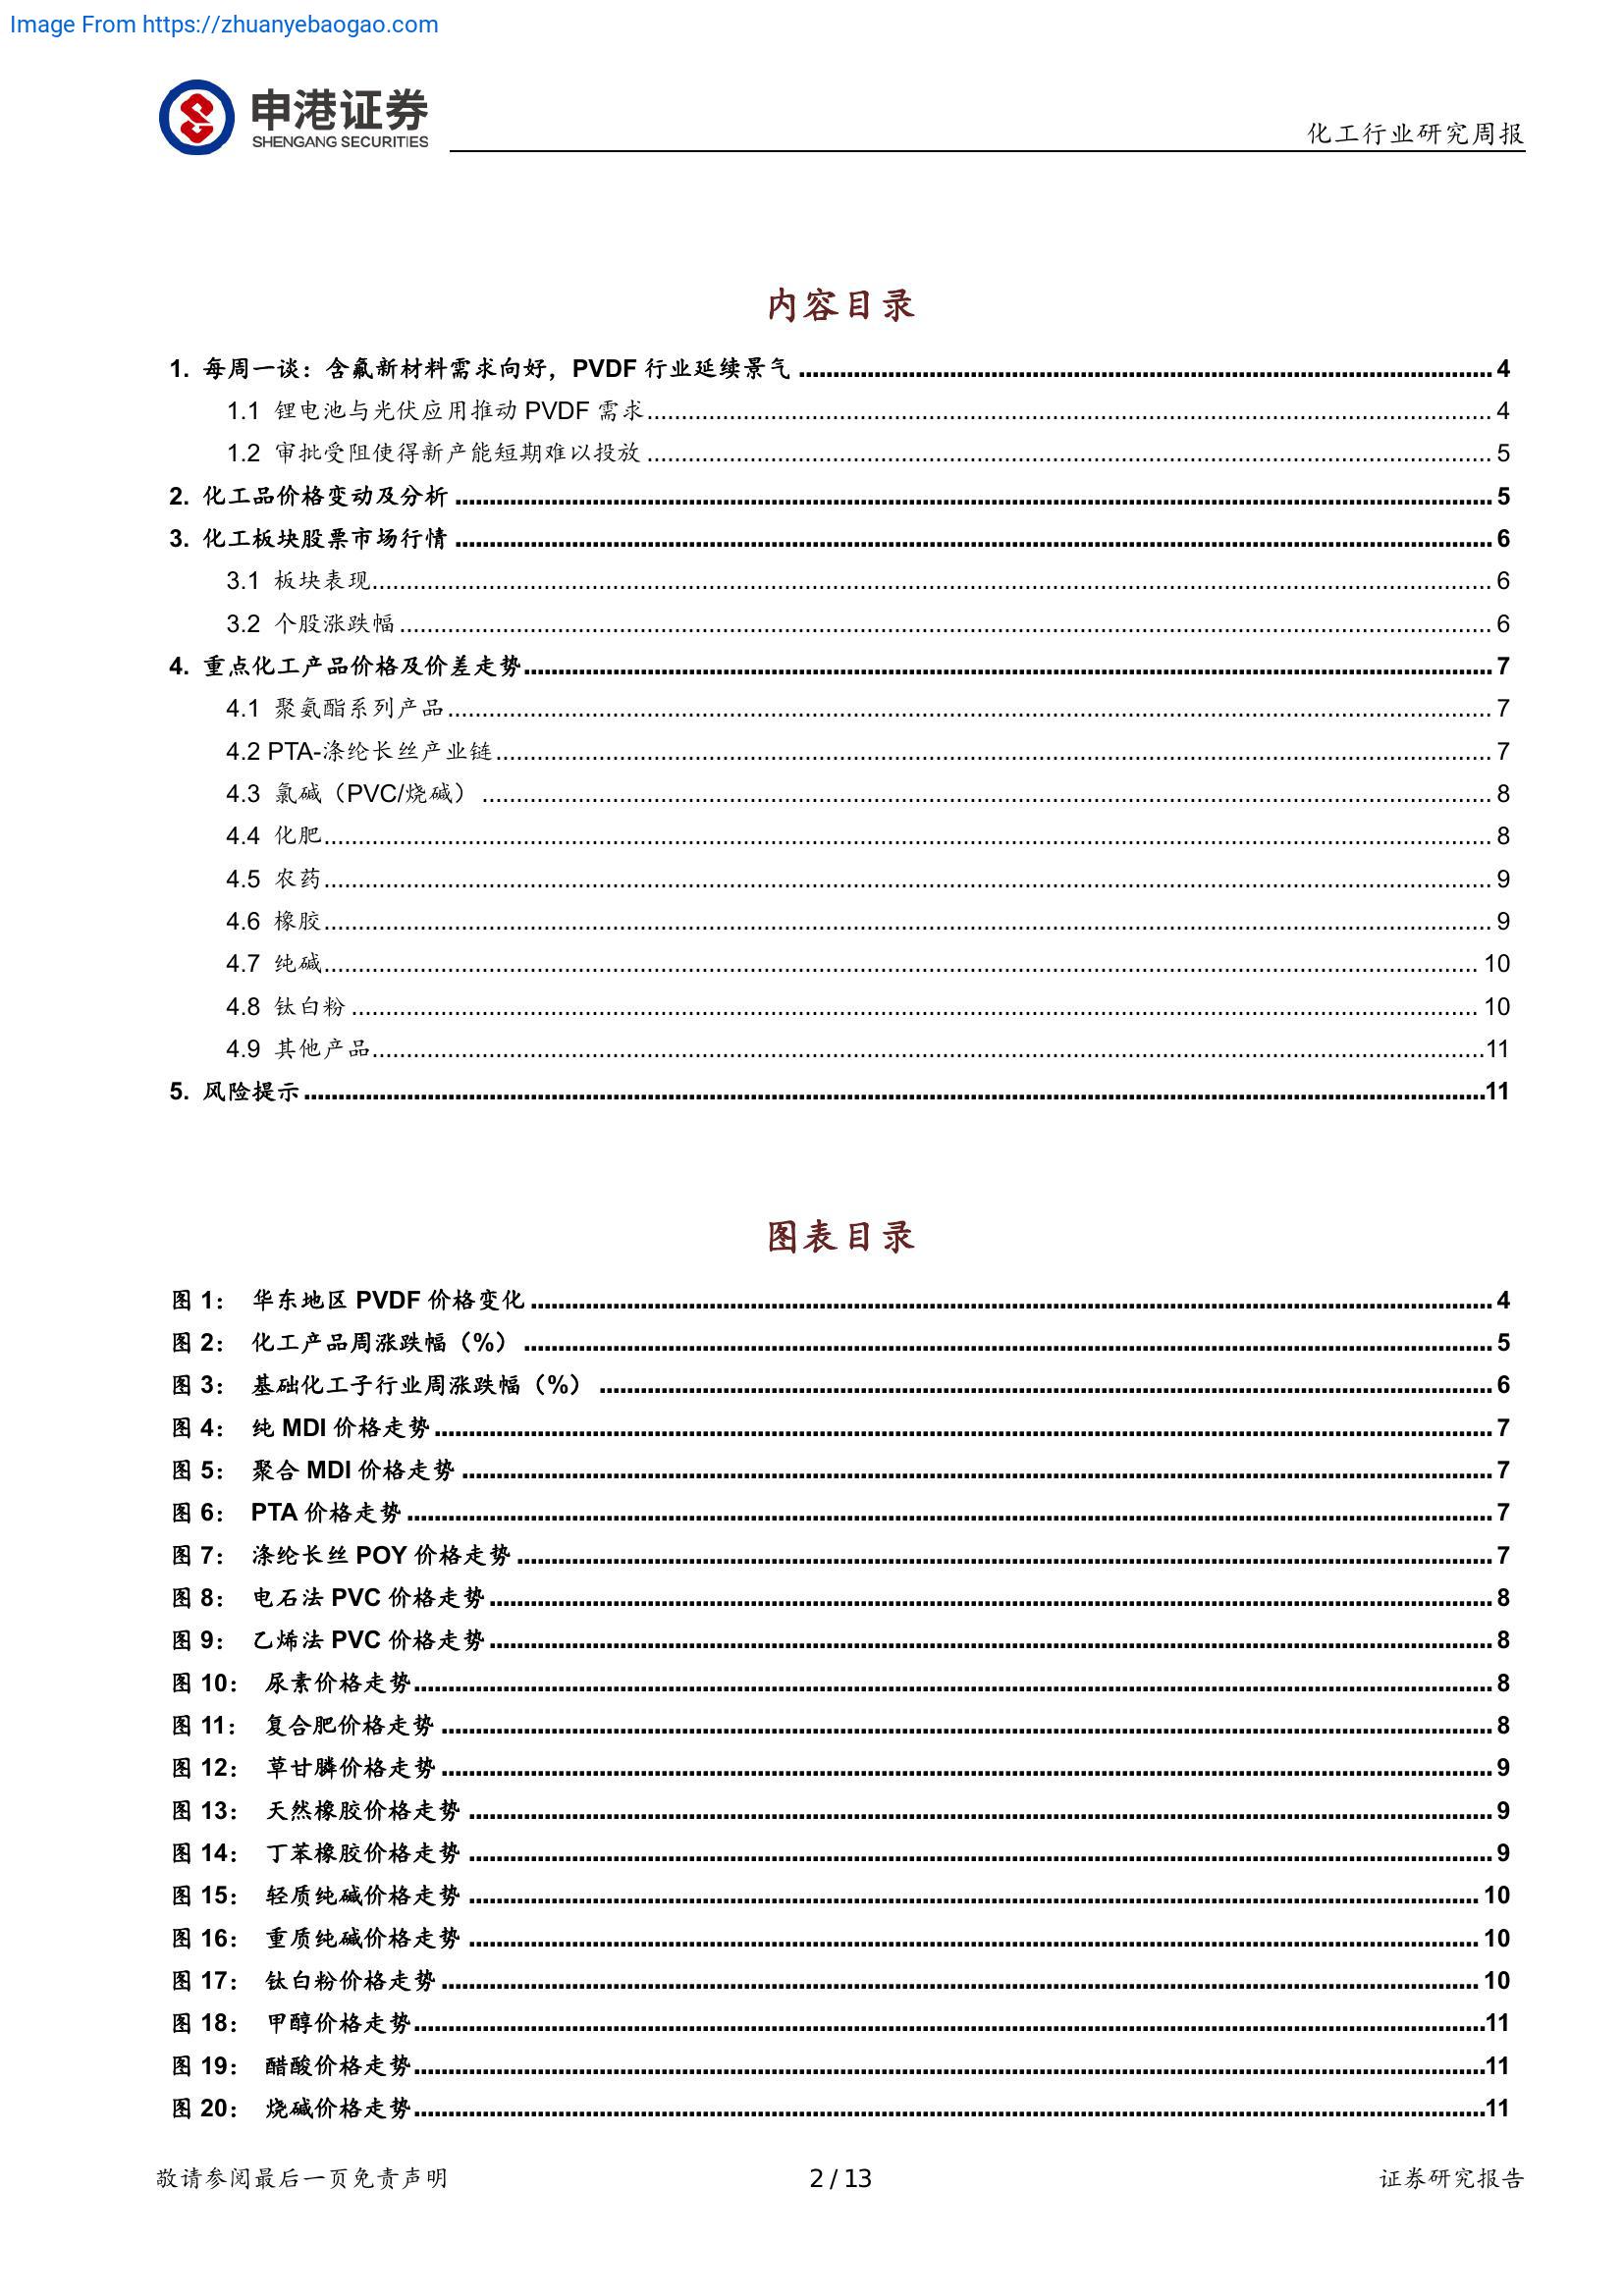 Image From https://zhuanyebaogao.com
申港证券
SHENGANG SECURITIES
化工行业研究周报
内容目录
1. 每周一谈：含氟新材料需求向好，PVDF 行业延续景气 4
1.1 锂电池与光伏应用推动 PVDF 需求 4
1.2 审批受阻使得新产能短期难以投放 5
2. 化工品价格变动及分析 5
3. 化工板块股票市场行情 6
3.1 板块表现 6
3.2 个股涨跌幅 6
4. 重点化工产品价格及价差走势 7
4.1 聚氨酯系列产品 7
4.2 PTA-涤纶长丝产业链 7
4.3 氯碱（PVC/烧碱） 8
4.4 化肥 8
4.5 农药 9
4.6 橡胶 9
4.7 纯碱 10
4.8 钛白粉 10
4.9 其他产品 11
5. 风险提示 11
图表目录
图 1： 华东地区 PVDF 价格变化 4
图 2： 化工产品周涨跌幅（%） 5
图 3： 基础化工子行业周涨跌幅（%） 6
图 4： 纯 MDI 价格走势 7
图 5： 聚合 MDI 价格走势 7
图 6： PTA 价格走势 7
图 7： 涤纶长丝 POY 价格走势 7
图 8： 电石法 PVC 价格走势 8
图 9： 乙烯法 PVC 价格走势 8
图 10： 尿素价格走势 8
图 11： 复合肥价格走势 8
图 12： 草甘膦价格走势 9
图 13： 天然橡胶价格走势 9
图 14： 丁苯橡胶价格走势 9
图 15： 轻质纯碱价格走势 10
图 16： 重质纯碱价格走势 10
图 17： 钛白粉价格走势 10
图 18： 甲醇价格走势 11
图 19： 醋酸价格走势 11
图 20： 烧碱价格走势 11
敬请参阅最后一页免责声明
2 / 13
证券研究报告